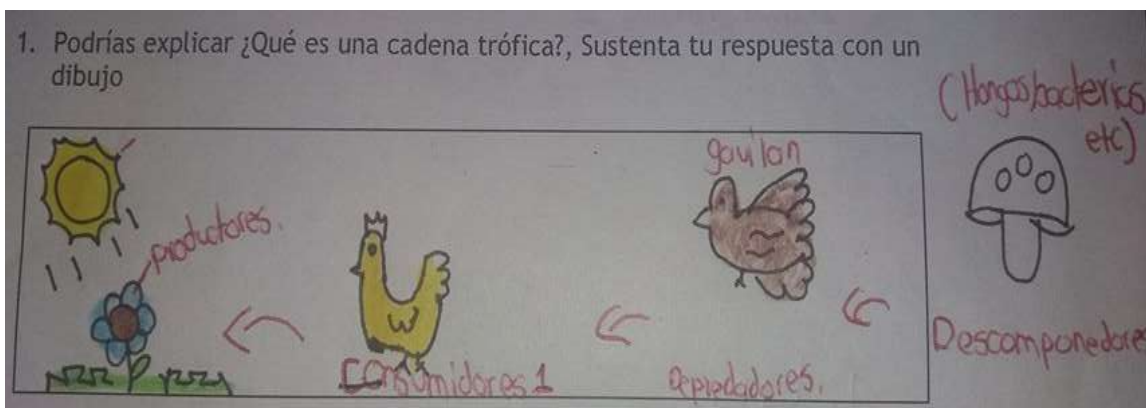 1. Podrías explicar ¿Qué es una cadena trófica?, Sustenta tu respuesta con un
dibujo
(Hongos, bacterias
etc)
gavilan
productores.
Consumidores 1
Depredadores.
Descomponedore